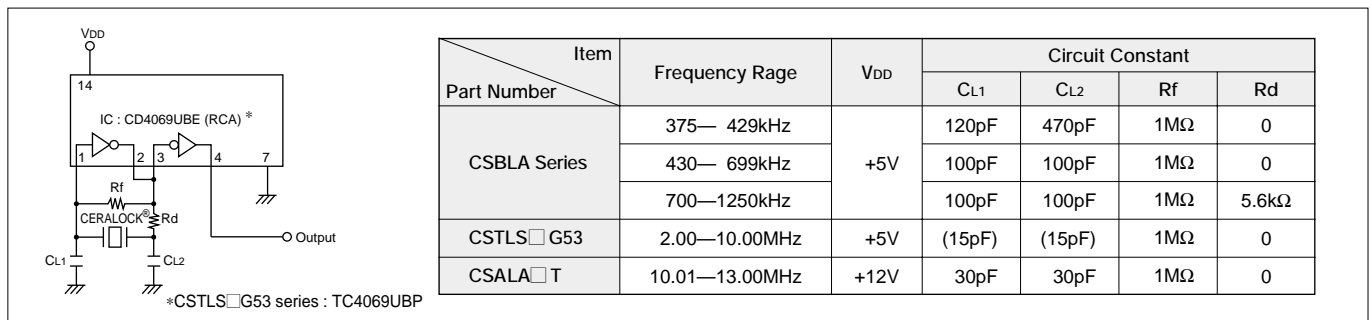 VDD
14
IC : CD4069UBE (RCA) *
1 2 3 4 7
Rf
CERALOCK® Rd
Output
CL1 CL2
*CSTLS□G53 series : TC4069UBP
Item
Part Number
Frequency Rage
VDD
Circuit Constant
CL1 CL2 Rf Rd
CSBLA Series
375— 429kHz 120pF 470pF 1MΩ 0
430— 699kHz +5V 100pF 100pF 1MΩ 0
700—1250kHz 100pF 100pF 1MΩ 5.6kΩ
CSTLS□ G53 2.00—10.00MHz +5V (15pF) (15pF) 1MΩ 0
CSALA□ T 10.01—13.00MHz +12V 30pF 30pF 1MΩ 0